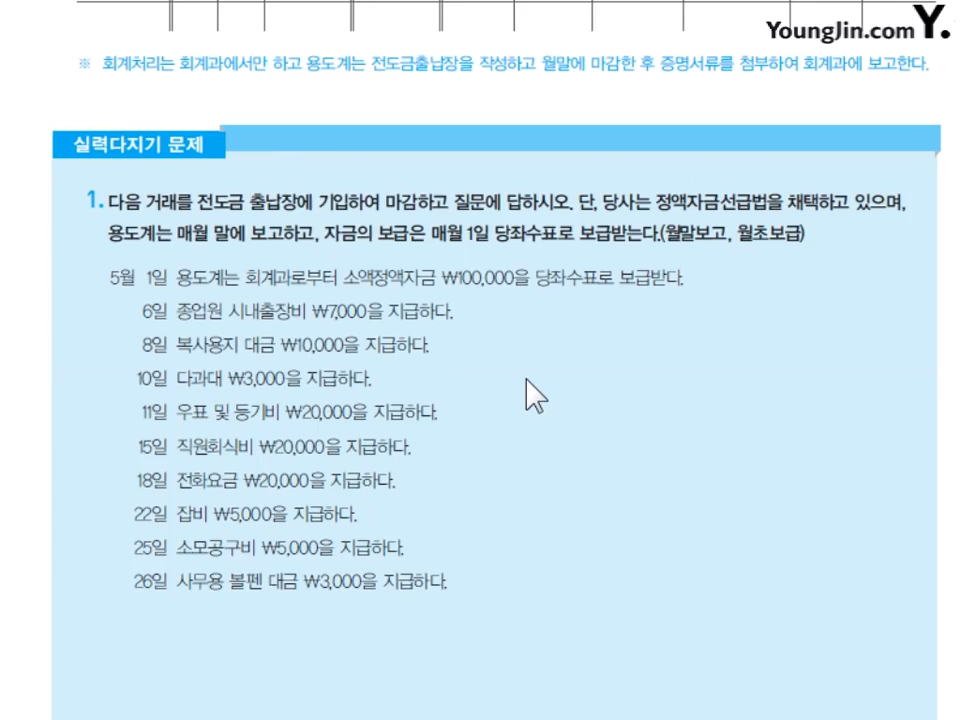 YoungJin.com Y.
※ 회계처리는 회계과에서만 하고 용도계는 전도금출납장을 작성하고 월말에 마감한 후 증명서류를 첨부하여 회계과에 보고한다.
실력다지기 문제
1. 다음 거래를 전도금 출납장에 기입하여 마감하고 질문에 답하시오. 단, 당사는 정액자금선급법을 채택하고 있으며,
용도계는 매월 말에 보고하고, 자금의 보급은 매월 1일 당좌수표로 보급받는다.(월말보고, 월초보급)
5월 1일 용도계는 회계과로부터 소액정액자금 ₩100,000을 당좌수표로 보급받다.
6일 종업원 시내출장비 ₩7,000을 지급하다.
8일 복사용지 대금 ₩10,000을 지급하다.
10일 다과대 ₩3,000을 지급하다.
11일 우표 및 등기비 ₩20,000을 지급하다.
15일 직원회식비 ₩20,000을 지급하다.
18일 전화요금 ₩20,000을 지급하다.
22일 잡비 ₩5,000을 지급하다.
25일 소모공구비 ₩5,000을 지급하다.
26일 사무용 볼펜 대금 ₩3,000을 지급하다.